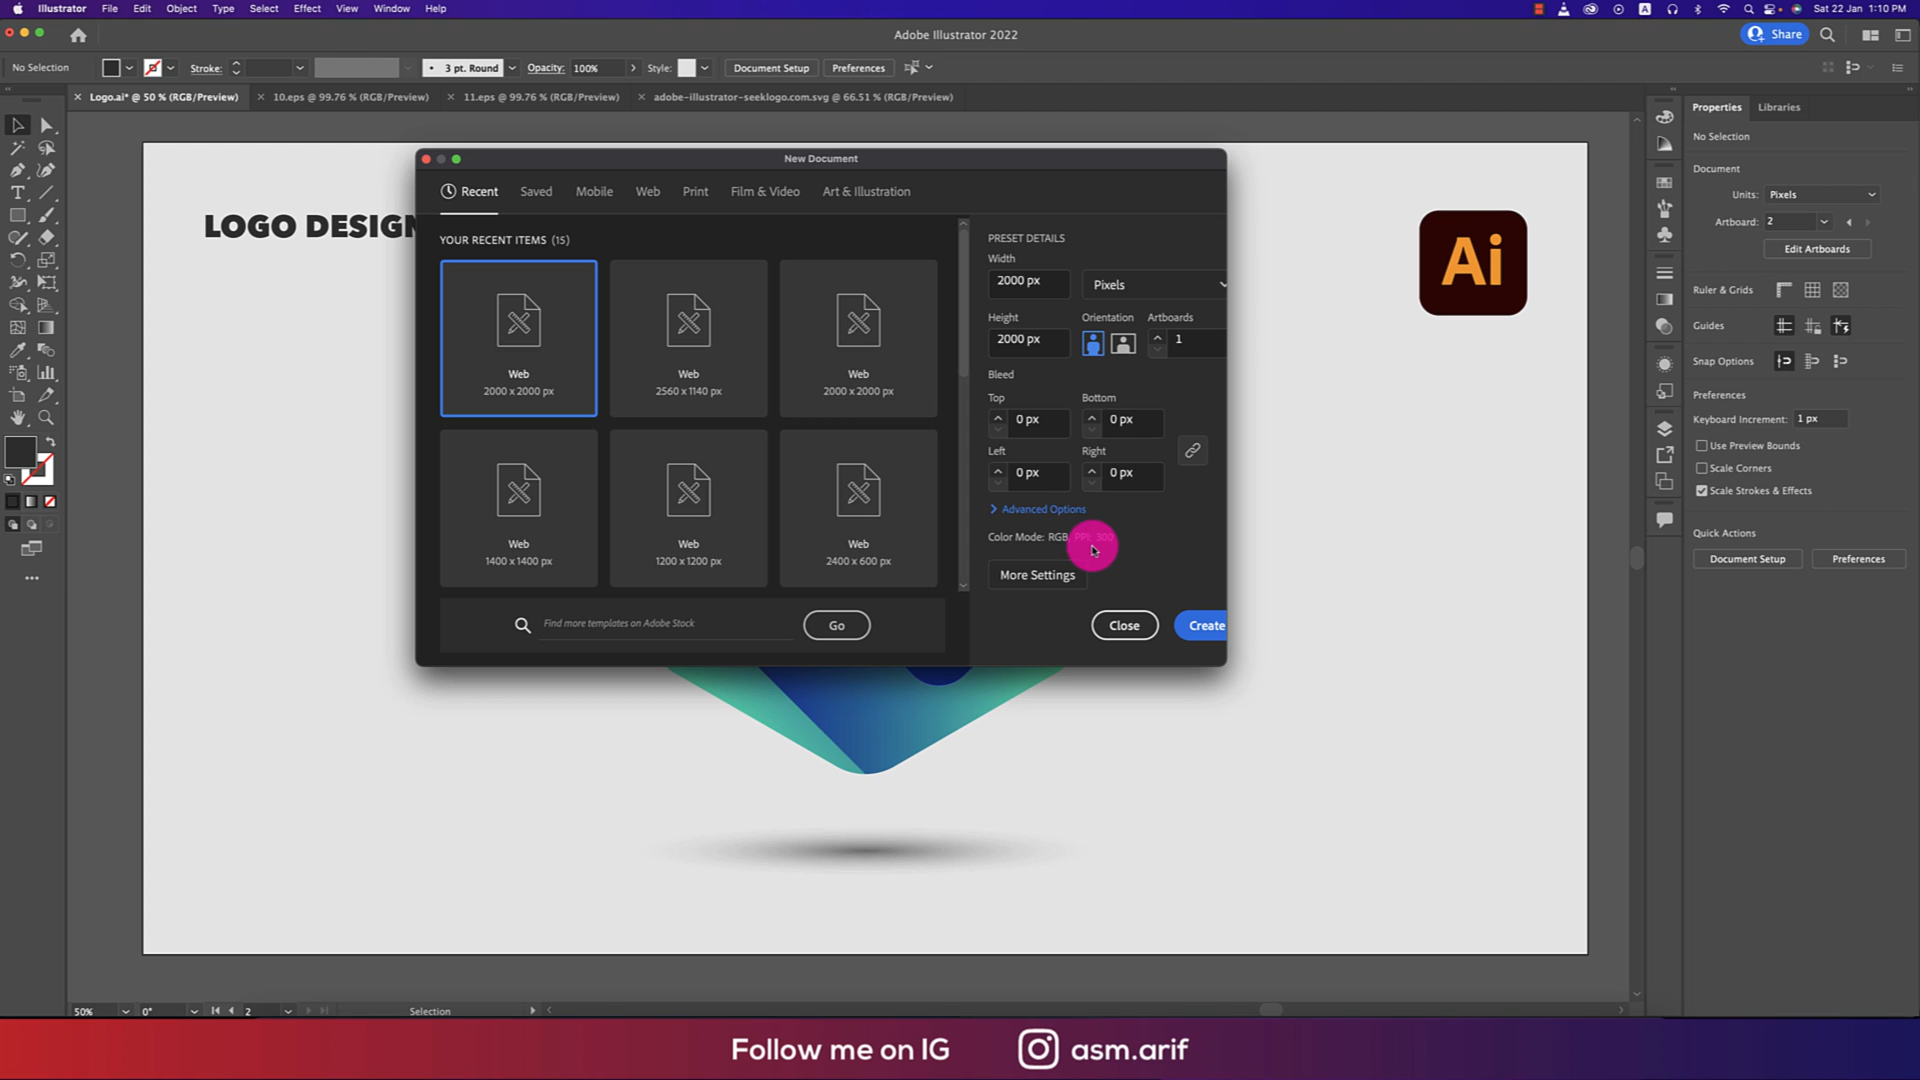 Illustrator File Edit Object Type Select Effect View Window Help
A
Sat 22 Jan 1:10 PM
Adobe Illustrator 2022
Share
No Selection
Stroke:
3 pt. Round
Opacity: 100%
Style:
Document Setup
Preferences
Logo.ai* @ 50 % (RGB/Preview)
10.eps @ 99.76 % (RGB/Preview)
11.eps @ 99.76 % (RGB/Preview)
adobe-illustrator-seeklogo.com.svg @ 66.51 % (RGB/Preview)
LOGO DESIGN
Ai
New Document
Recent Saved Mobile Web Print Film & Video Art & Illustration
YOUR RECENT ITEMS (15)
Web
2000 x 2000 px
Web
2560 x 1140 px
Web
2000 x 2000 px
Web
1400 x 1400 px
Web
1200 x 1200 px
Web
2400 x 600 px
Find more templates on Adobe Stock
Go
PRESET DETAILS
Width
2000 px
Pixels
Height Orientation Artboards
2000 px
1
Bleed
Top Bottom
0 px 0 px
Left Right
0 px 0 px
Advanced Options
Color Mode: RGB, PPI: 300
More Settings
Close
Create
Properties Libraries
No Selection
Document
Units: Pixels
Artboard: 2
Edit Artboards
Ruler & Grids
Guides
Snap Options
Preferences
Keyboard Increment: 1 px
Use Preview Bounds
Scale Corners
Scale Strokes & Effects
Quick Actions
Document Setup
Preferences
50% 0° 2 Selection
Follow me on IG asm.arif